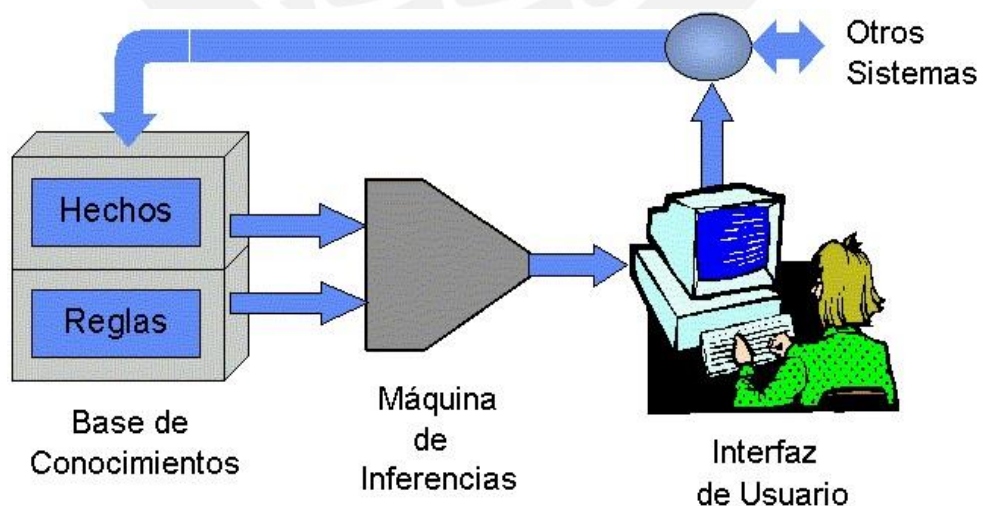 Otros
Sistemas
Hechos
Reglas
Base de
Conocimientos
Máquina
de
Inferencias
Interfaz
de Usuario